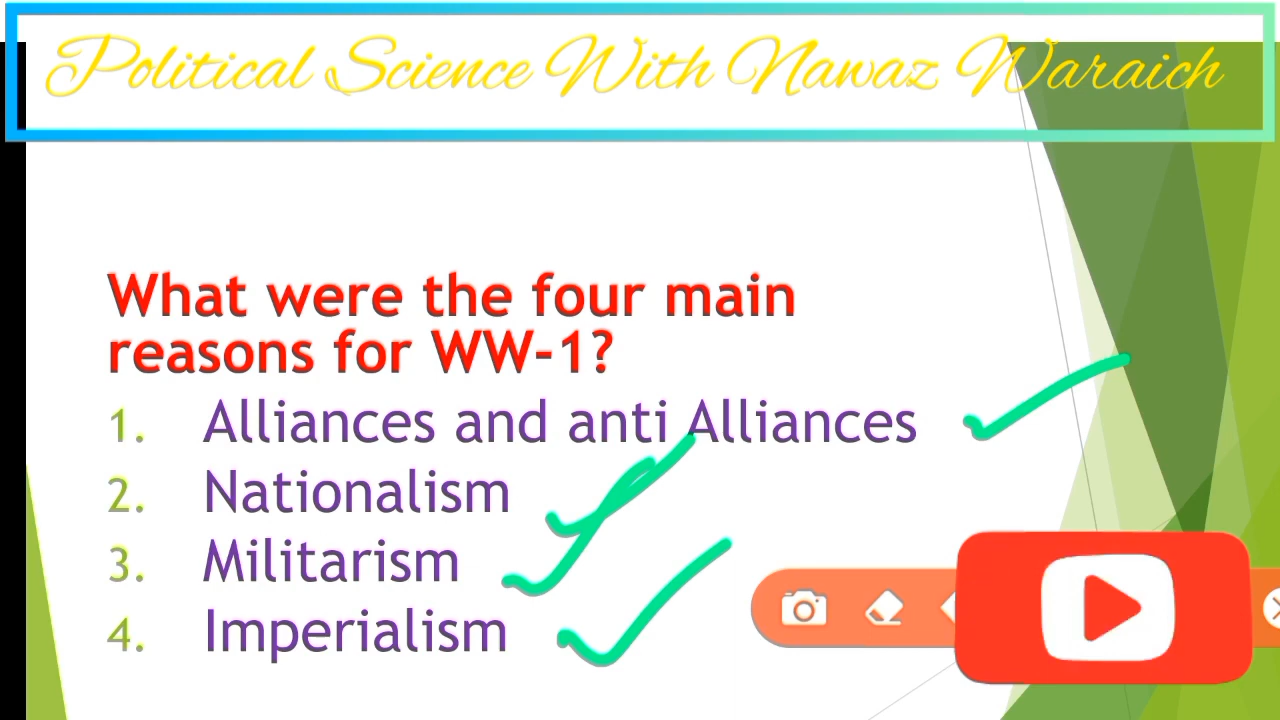 Political Science With Nawaz Waraich
What were the four main
reasons for WW-1?
1. Alliances and anti Alliances
2. Nationalism
3. Militarism
4. Imperialism